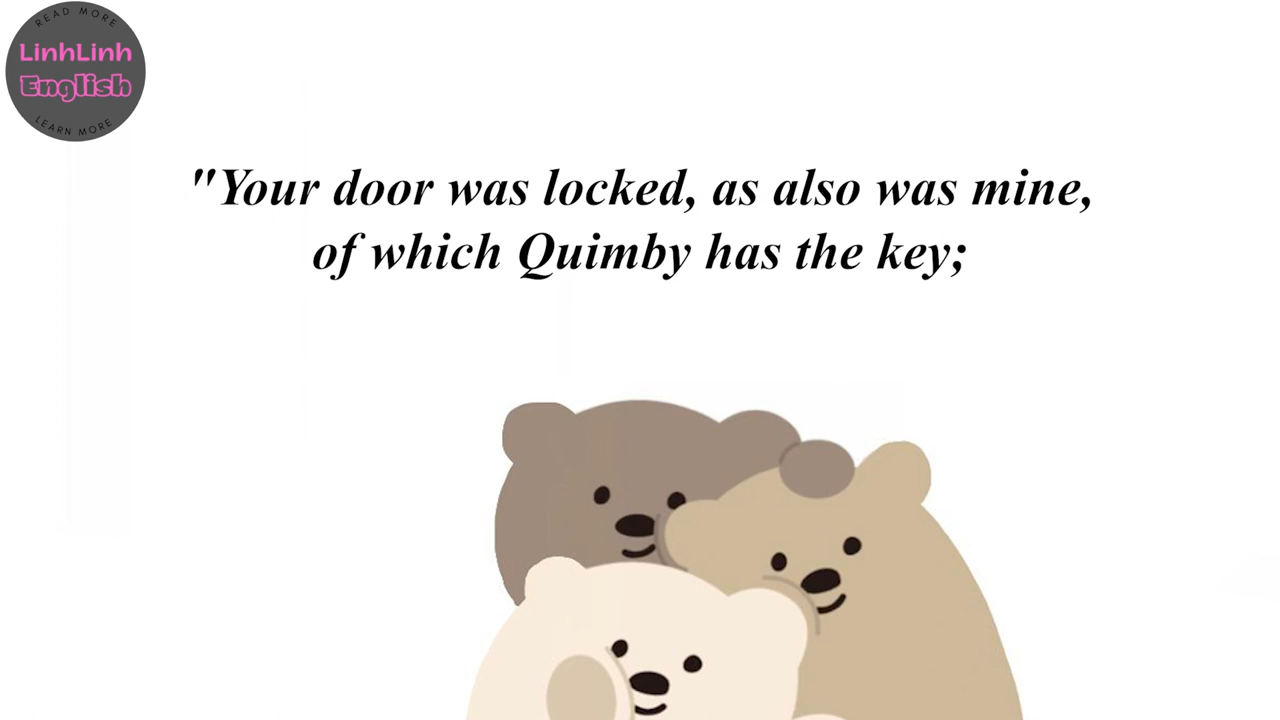 READ MORE
LinhLinh
English
LEARN MORE
"Your door was locked, as also was mine,
of which Quimby has the key;